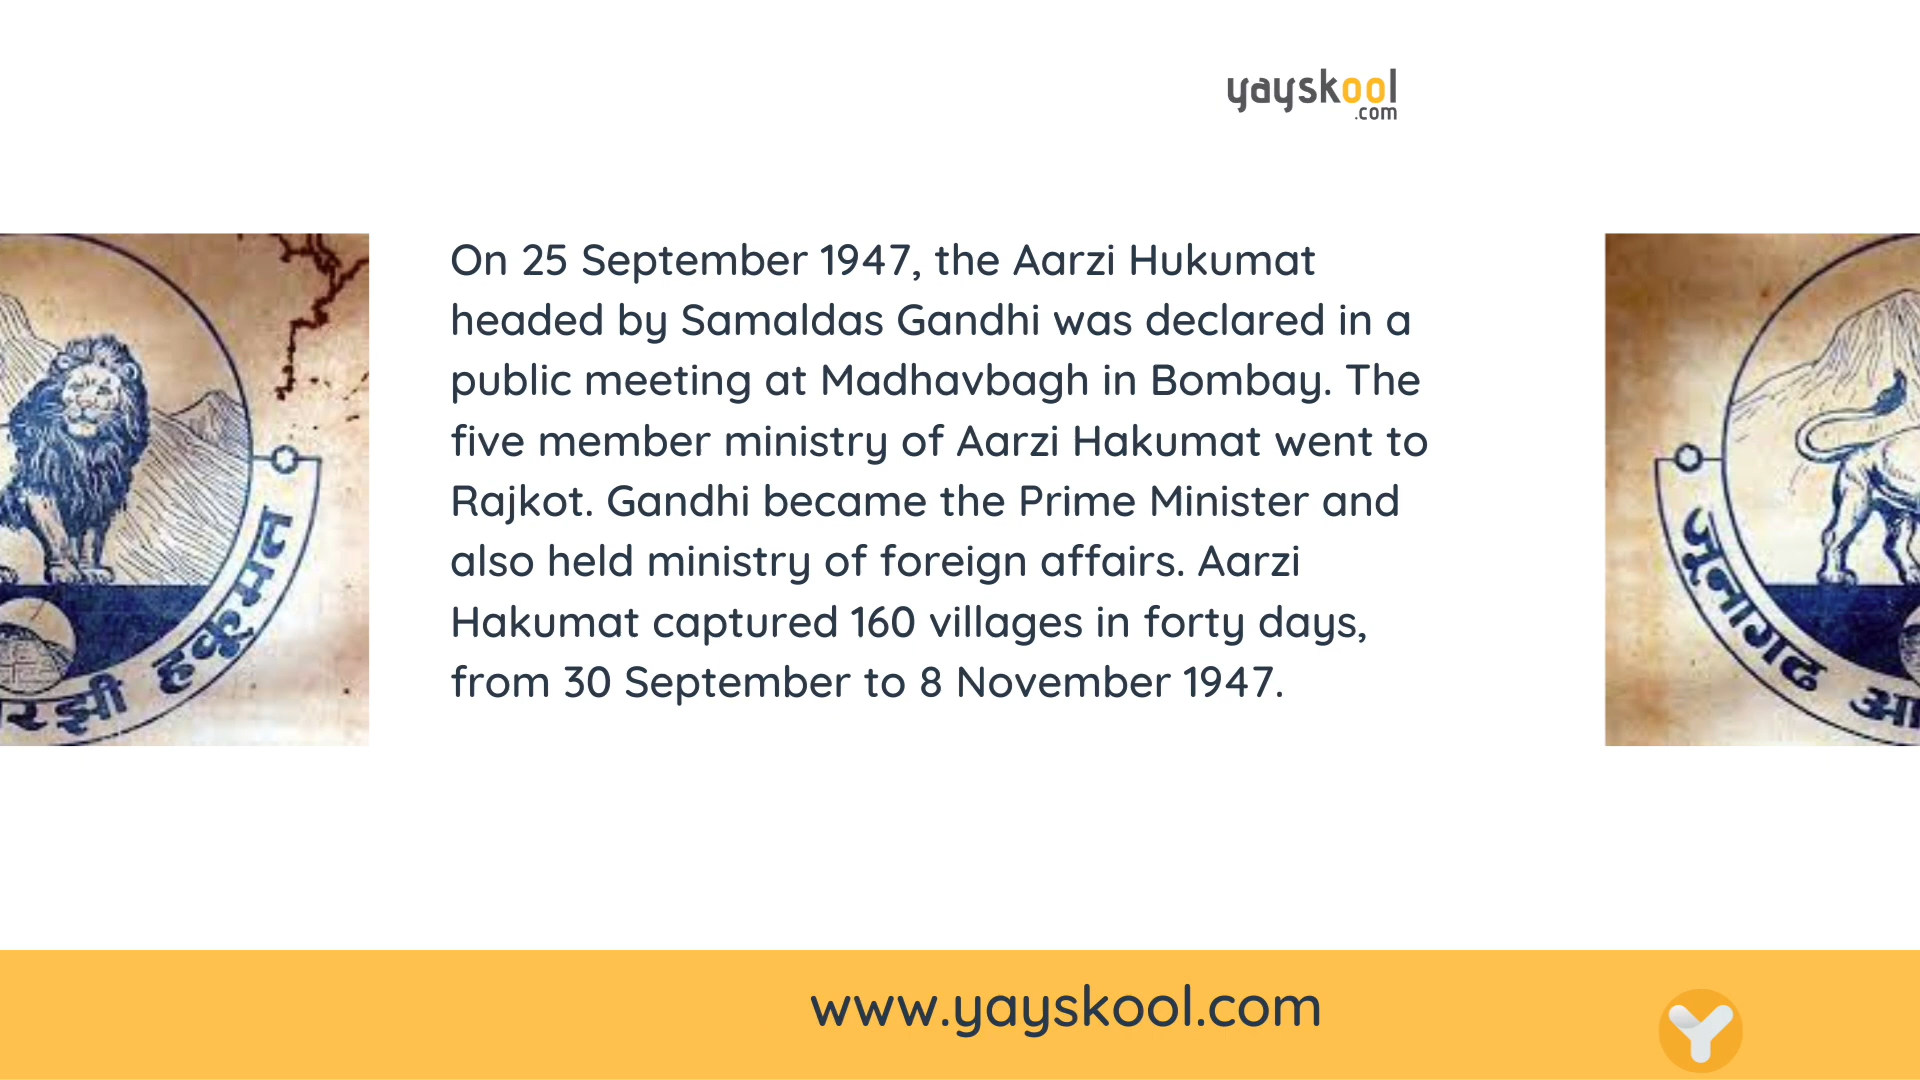 yayskool
.com
On 25 September 1947, the Aarzi Hukumat
headed by Samaldas Gandhi was declared in a
public meeting at Madhavbagh in Bombay. The
five member ministry of Aarzi Hakumat went to
Rajkot. Gandhi became the Prime Minister and
also held ministry of foreign affairs. Aarzi
Hakumat captured 160 villages in forty days,
from 30 September to 8 November 1947.
रझी हकूमत
जूनागढ आ
www.yayskool.com